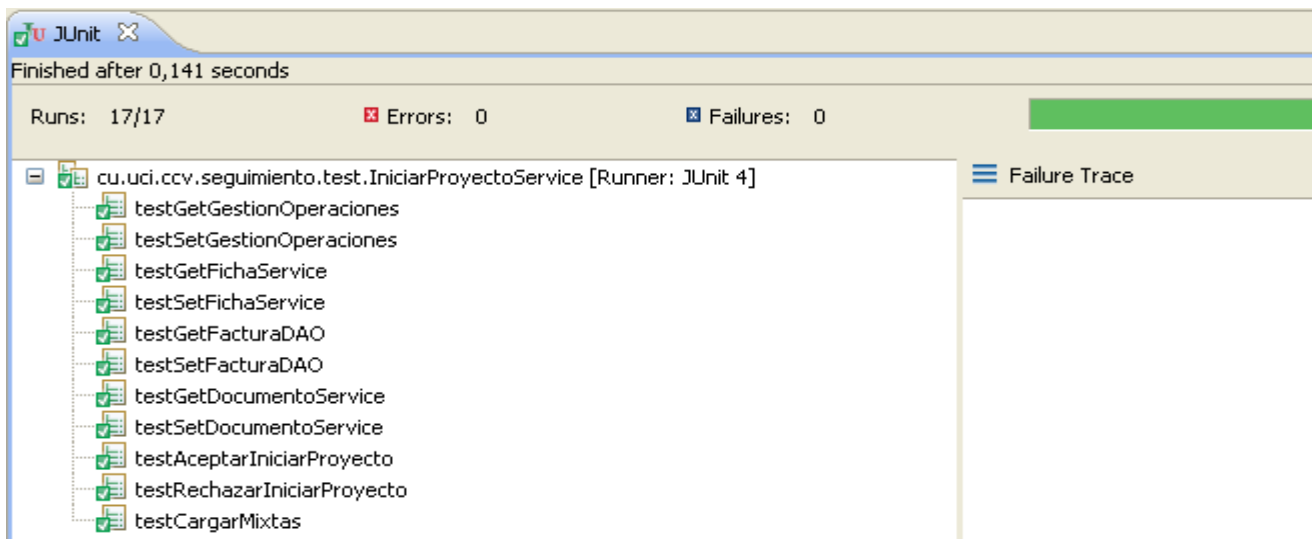 JUnit
Finished after 0,141 seconds
Runs: 17/17 Errors: 0 Failures: 0
cu.uci.ccv.seguimiento.test.IniciarProyectoService [Runner: JUnit 4]
Failure Trace
testGetGestionOperaciones
testSetGestionOperaciones
testGetFichaService
testSetFichaService
testGetFacturaDAO
testSetFacturaDAO
testGetDocumentoService
testSetDocumentoService
testAceptarIniciarProyecto
testRechazarIniciarProyecto
testCargarMixtas